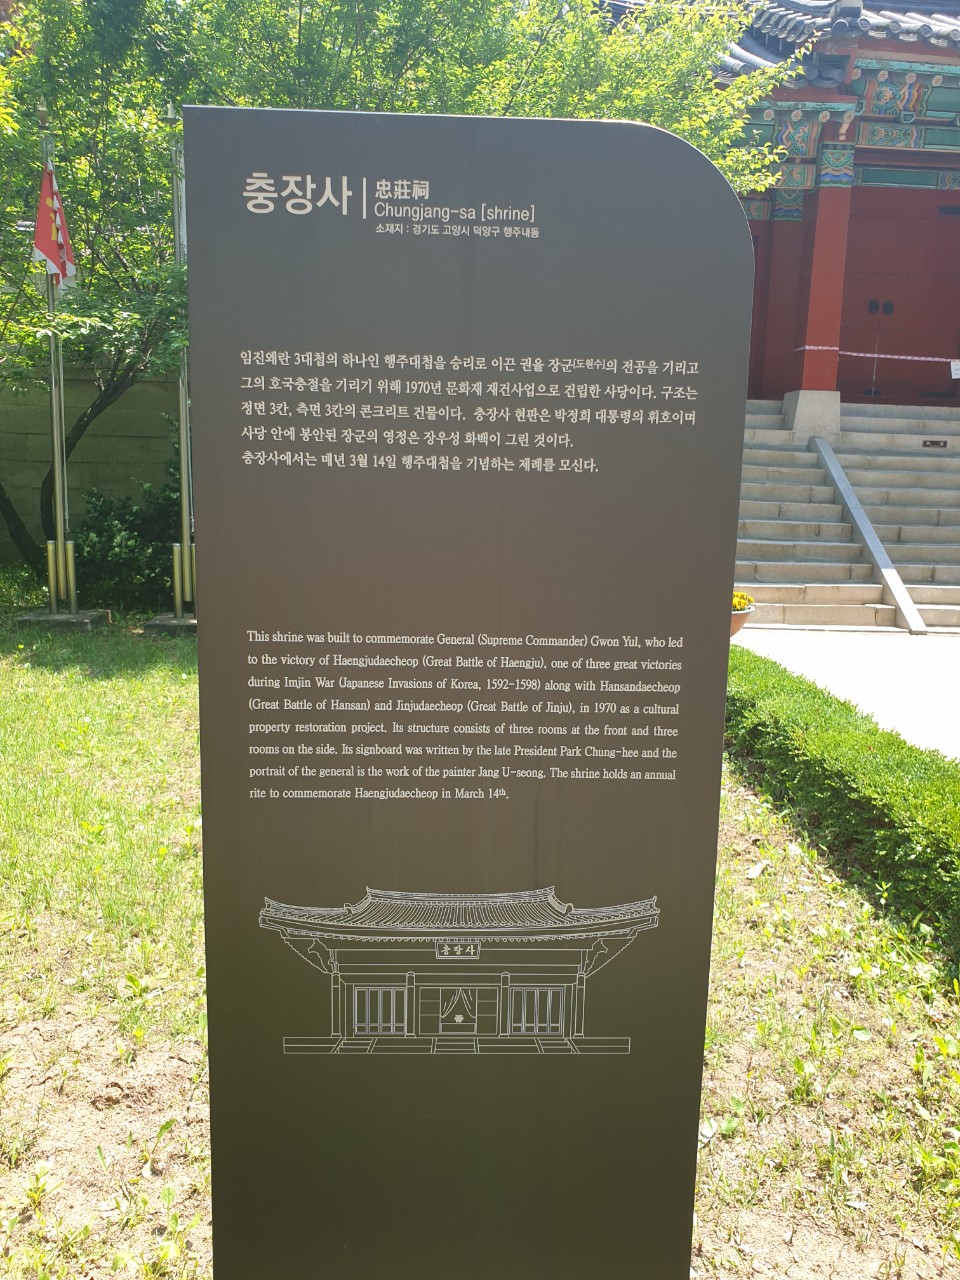 충장사
忠莊祠
Chungjang-sa [shrine]
소재지 : 경기도 고양시 덕양구 행주내동
임진왜란 3대첩의 하나인 행주대첩을 승리로 이끈 권율 장군[도원수]의 전공을 기리고
그의 호국충절을 기리기 위해 1970년 문화재 재건사업으로 건립한 사당이다. 구조는
정면 3칸, 측면 3칸의 콘크리트 건물이다. 충장사 현판은 박정희 대통령의 휘호이며
사당 안에 봉안된 장군의 영정은 장우성 화백이 그린 것이다.
충장사에서는 매년 3월 14일 행주대첩을 기념하는 제례를 모신다.
This shrine was built to commemorate General (Supreme Commander) Gwon Yul, who led
to the victory of Haengjudaecheop (Great Battle of Haengju), one of three great victories
during Imjin War (Japanese Invasions of Korea, 1592-1598) along with Hansandaecheop
(Great Battle of Hansan) and Jinjudaecheop (Great Battle of Jinju), in 1970 as a cultural
property restoration project. Its structure consists of three rooms at the front and three
rooms on the side. Its signboard was written by the late President Park Chung-hee and the
portrait of the general is the work of the painter Jang U-seong. The shrine holds an annual
rite to commemorate Haengjudaecheop in March 14th.
충장사